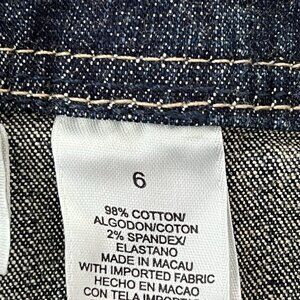 6
98% COTTON/
ALGODON/COTON
2% SPANDEX/
ELASTANO
MADE IN MACAU
WITH IMPORTED FABRIC
HECHO EN MACAO
CON TELA IMPORTADA